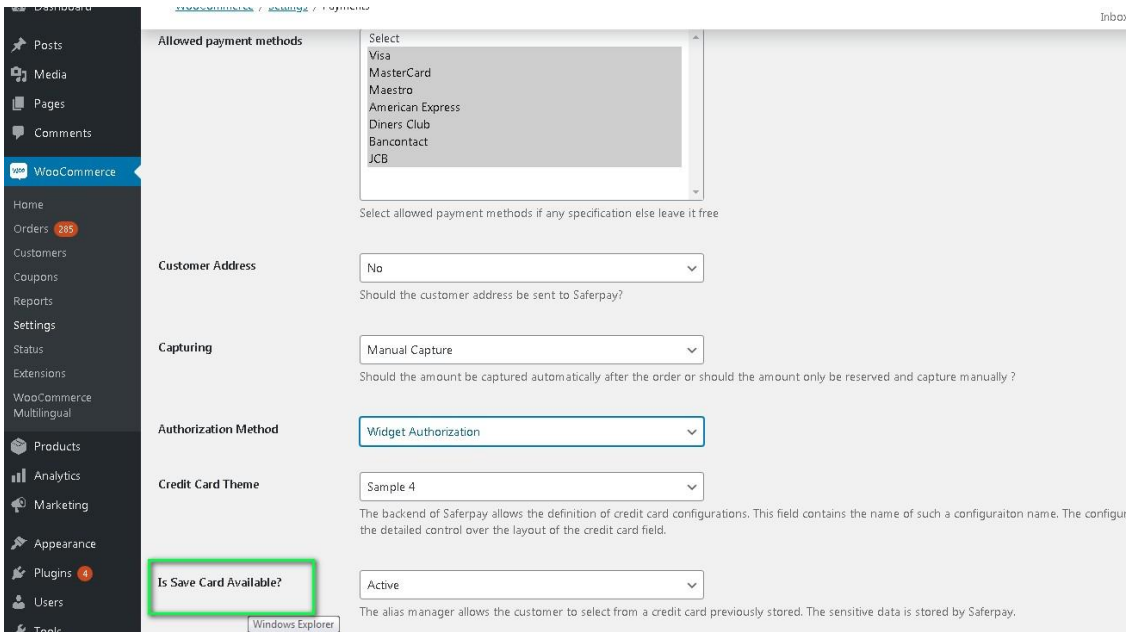 Dashboard
WooCommerce / Settings / Payments
Inbox
Posts
Media
Pages
Comments
WooCommerce
Home
Orders 285
Customers
Coupons
Reports
Settings
Status
Extensions
WooCommerce
Multilingual
Products
Analytics
Marketing
Appearance
Plugins 4
Users
Tools
Allowed payment methods
Select
Visa
MasterCard
Maestro
American Express
Diners Club
Bancontact
JCB
Select allowed payment methods if any specification else leave it free
Customer Address
No
Should the customer address be sent to Saferpay?
Capturing
Manual Capture
Should the amount be captured automatically after the order or should the amount only be reserved and capture manually ?
Authorization Method
Widget Authorization
Credit Card Theme
Sample 4
The backend of Saferpay allows the definition of credit card configurations. This field contains the name of such a configuraiton name. The configur
the detailed control over the layout of the credit card field.
Is Save Card Available?
Active
The alias manager allows the customer to select from a credit card previously stored. The sensitive data is stored by Saferpay.
Windows Explorer